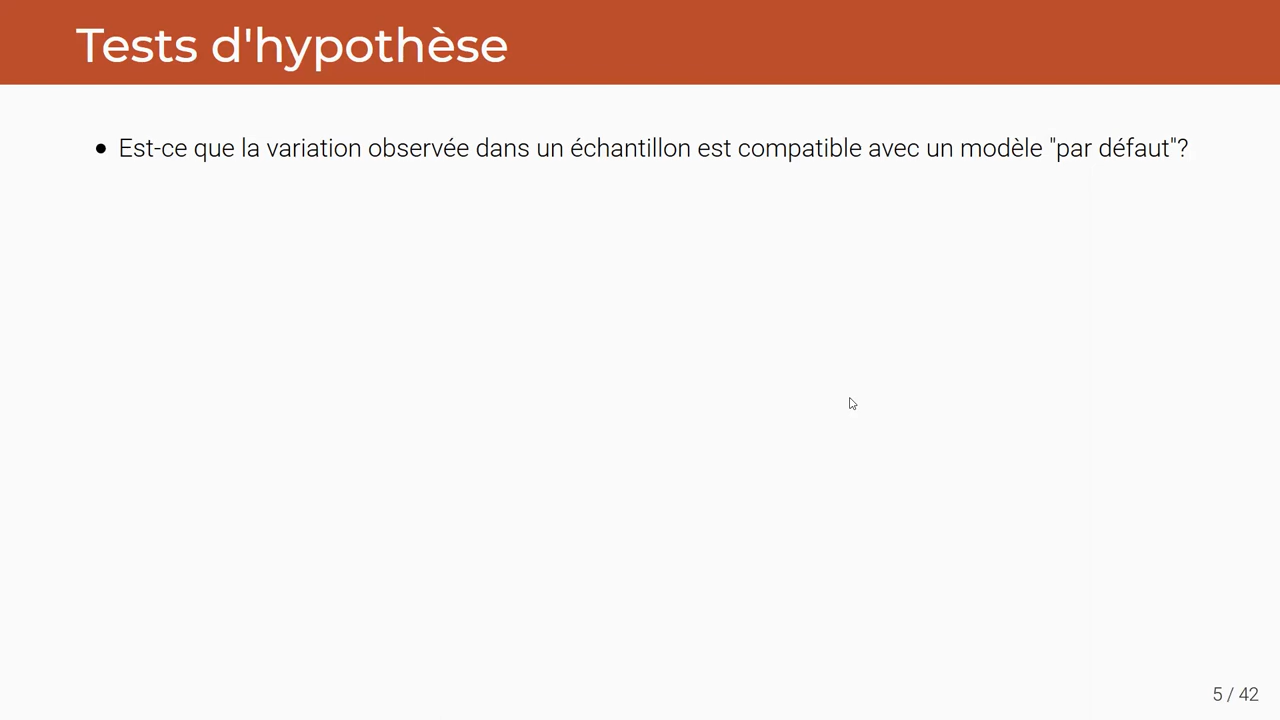 Tests d'hypothèse
• Est-ce que la variation observée dans un échantillon est compatible avec un modèle "par défaut"?
5 / 42